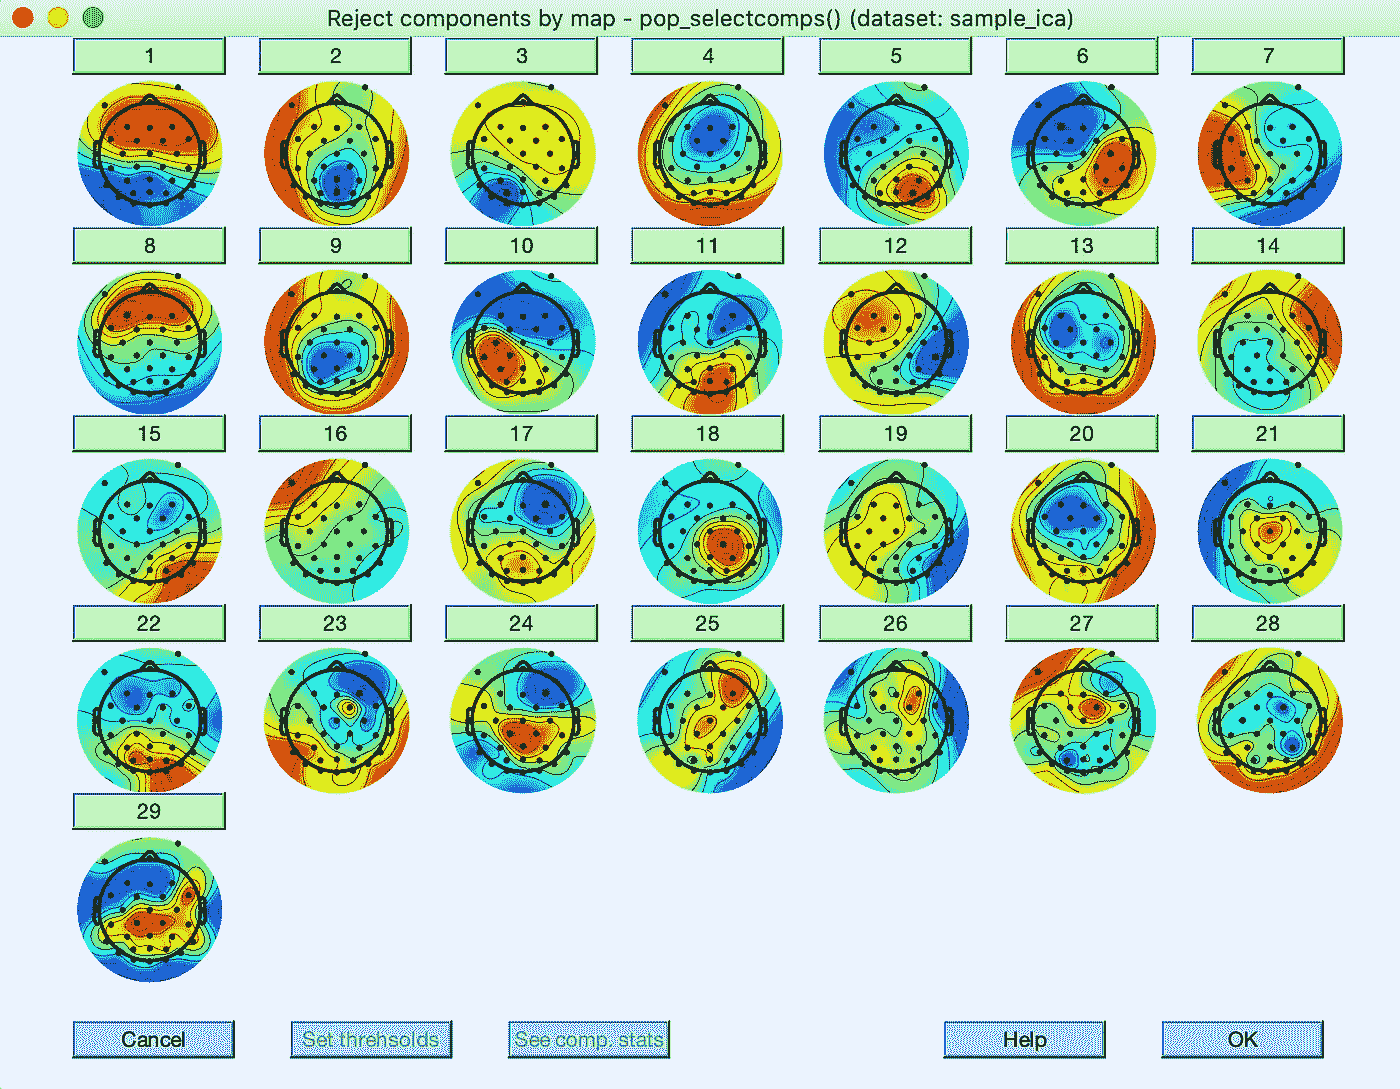 Reject components by map - pop_selectcomps() (dataset: sample_ica)
1 2 3 4 5 6 7
8 9 10 11 12 13 14
15 16 17 18 19 20 21
22 23 24 25 26 27 28
29
Cancel Set threhsolds See comp. stats Help OK